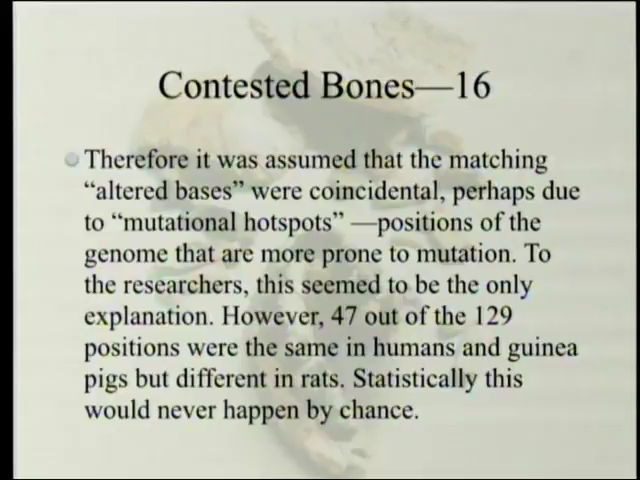 Contested Bones—16
Therefore it was assumed that the matching
“altered bases” were coincidental, perhaps due
to “mutational hotspots” —positions of the
genome that are more prone to mutation. To
the researchers, this seemed to be the only
explanation. However, 47 out of the 129
positions were the same in humans and guinea
pigs but different in rats. Statistically this
would never happen by chance.